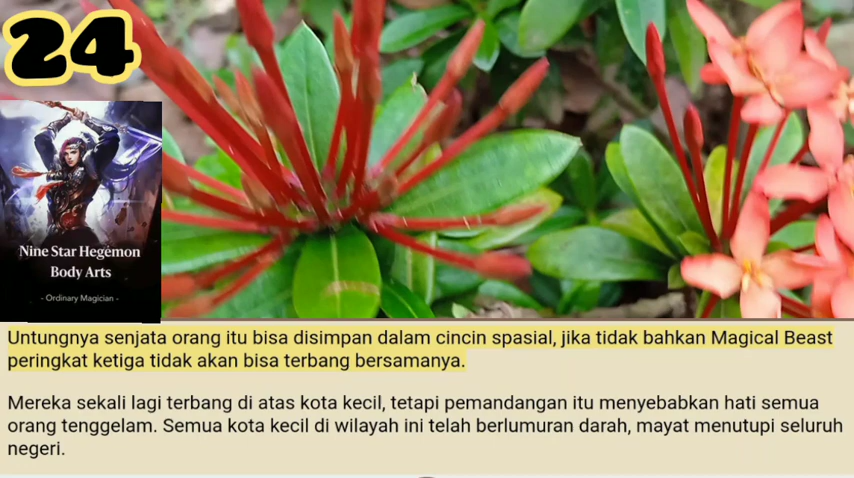 24
Nine Star Hegemon
Body Arts
- Ordinary Magician -
Untungnya senjata orang itu bisa disimpan dalam cincin spasial, jika tidak bahkan Magical Beast
peringkat ketiga tidak akan bisa terbang bersamanya.
Mereka sekali lagi terbang di atas kota kecil, tetapi pemandangan itu menyebabkan hati semua
orang tenggelam. Semua kota kecil di wilayah ini telah berlumuran darah, mayat menutupi seluruh
negeri.